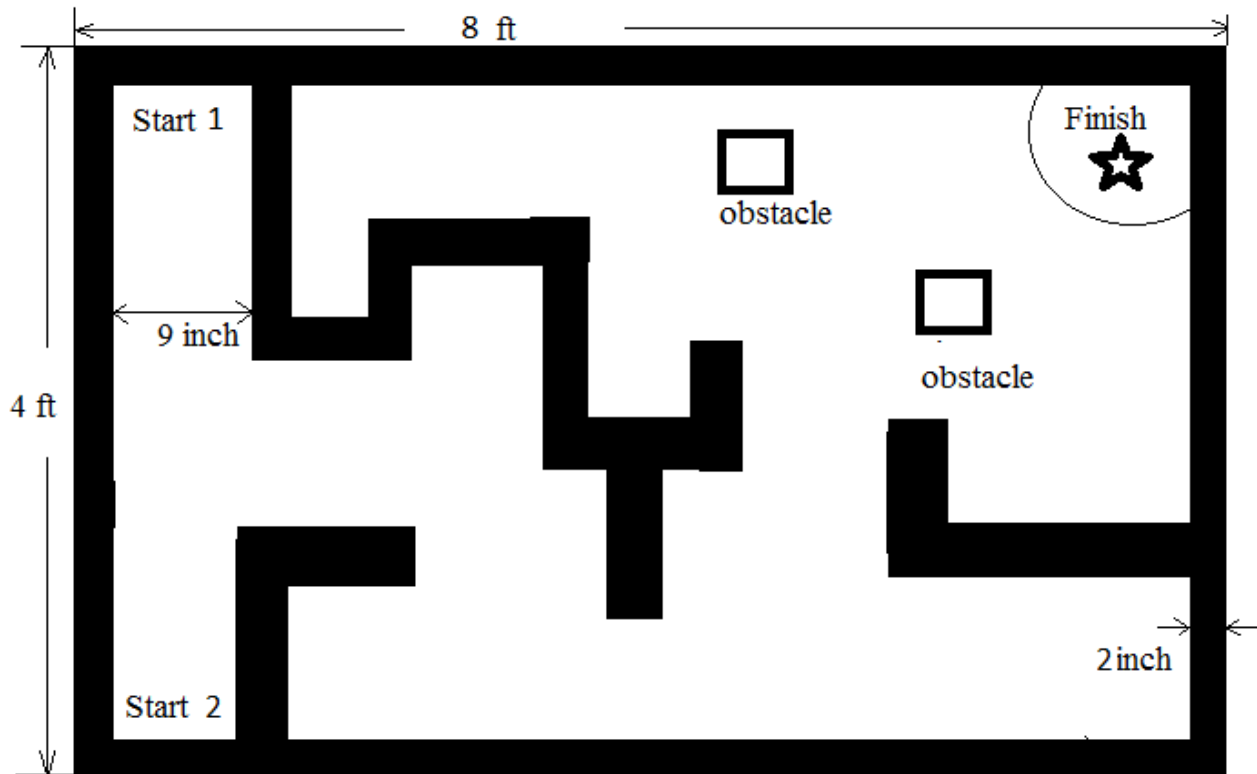 8 ft
Start 1
Finish
obstacle
9 inch
obstacle
4 ft
2 inch
Start 2